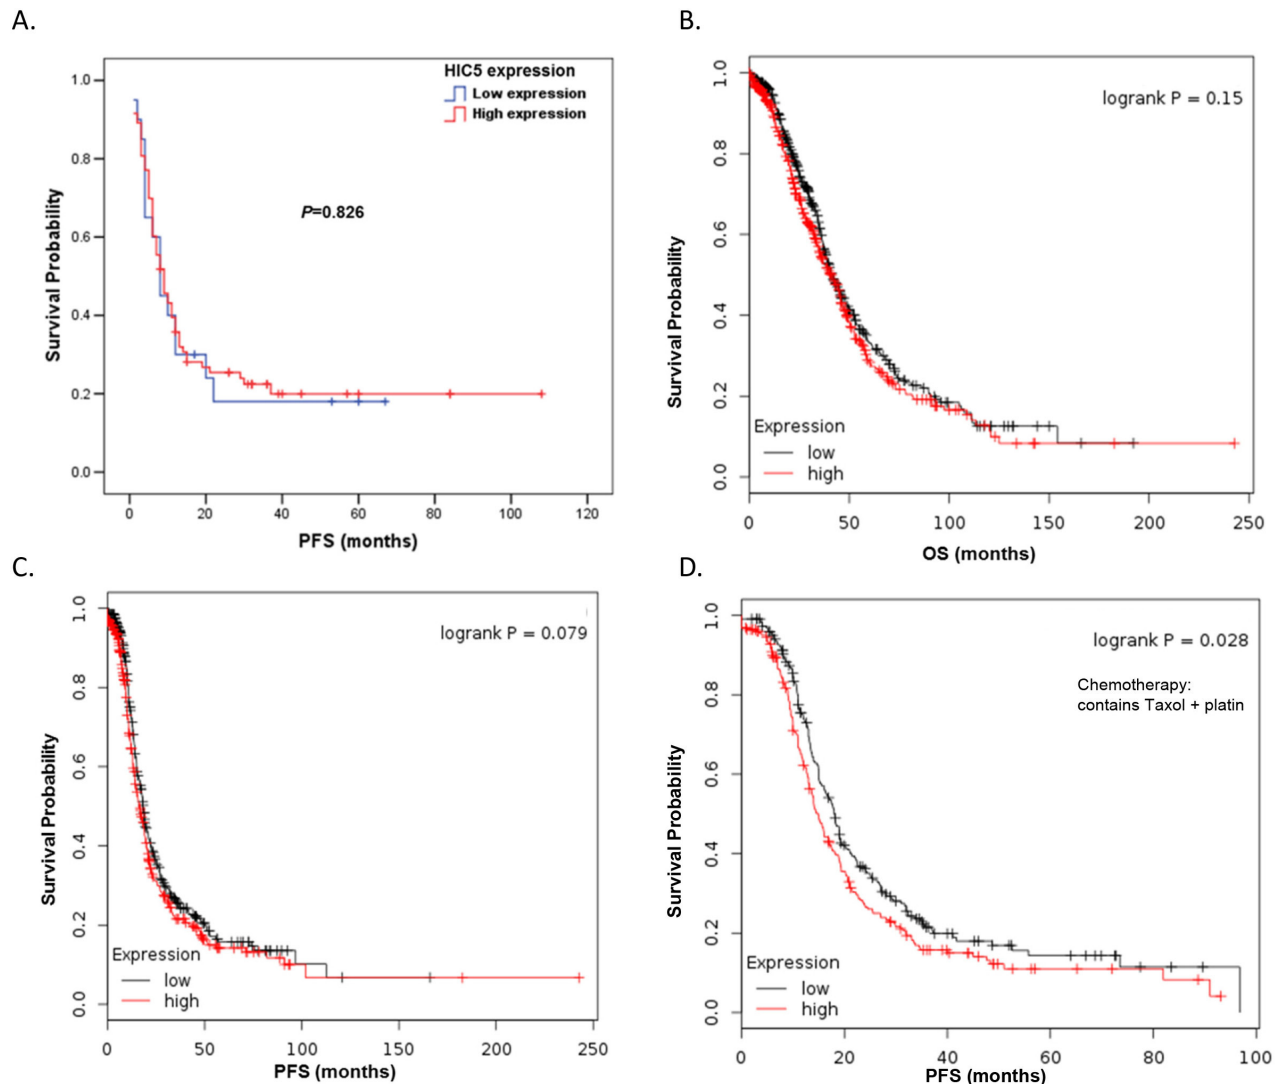 A.
HIC5 expression
Low expression
High expression
P=0.826
Survival Probability
1.0
0.8
0.6
0.4
0.2
0.0
0 20 40 60 80 100 120
PFS (months)
B.
logrank P = 0.15
Survival Probability
1.0
0.8
0.6
0.4
0.2
0.0
Expression
low
high
0 50 100 150 200 250
OS (months)
C.
logrank P = 0.079
Survival Probability
1.0
0.8
0.6
0.4
0.2
0.0
Expression
low
high
0 50 100 150 200 250
PFS (months)
D.
logrank P = 0.028
Chemotherapy:
contains Taxol + platin
Survival Probability
1.0
0.8
0.6
0.4
0.2
0.0
Expression
low
high
0 20 40 60 80 100
PFS (months)